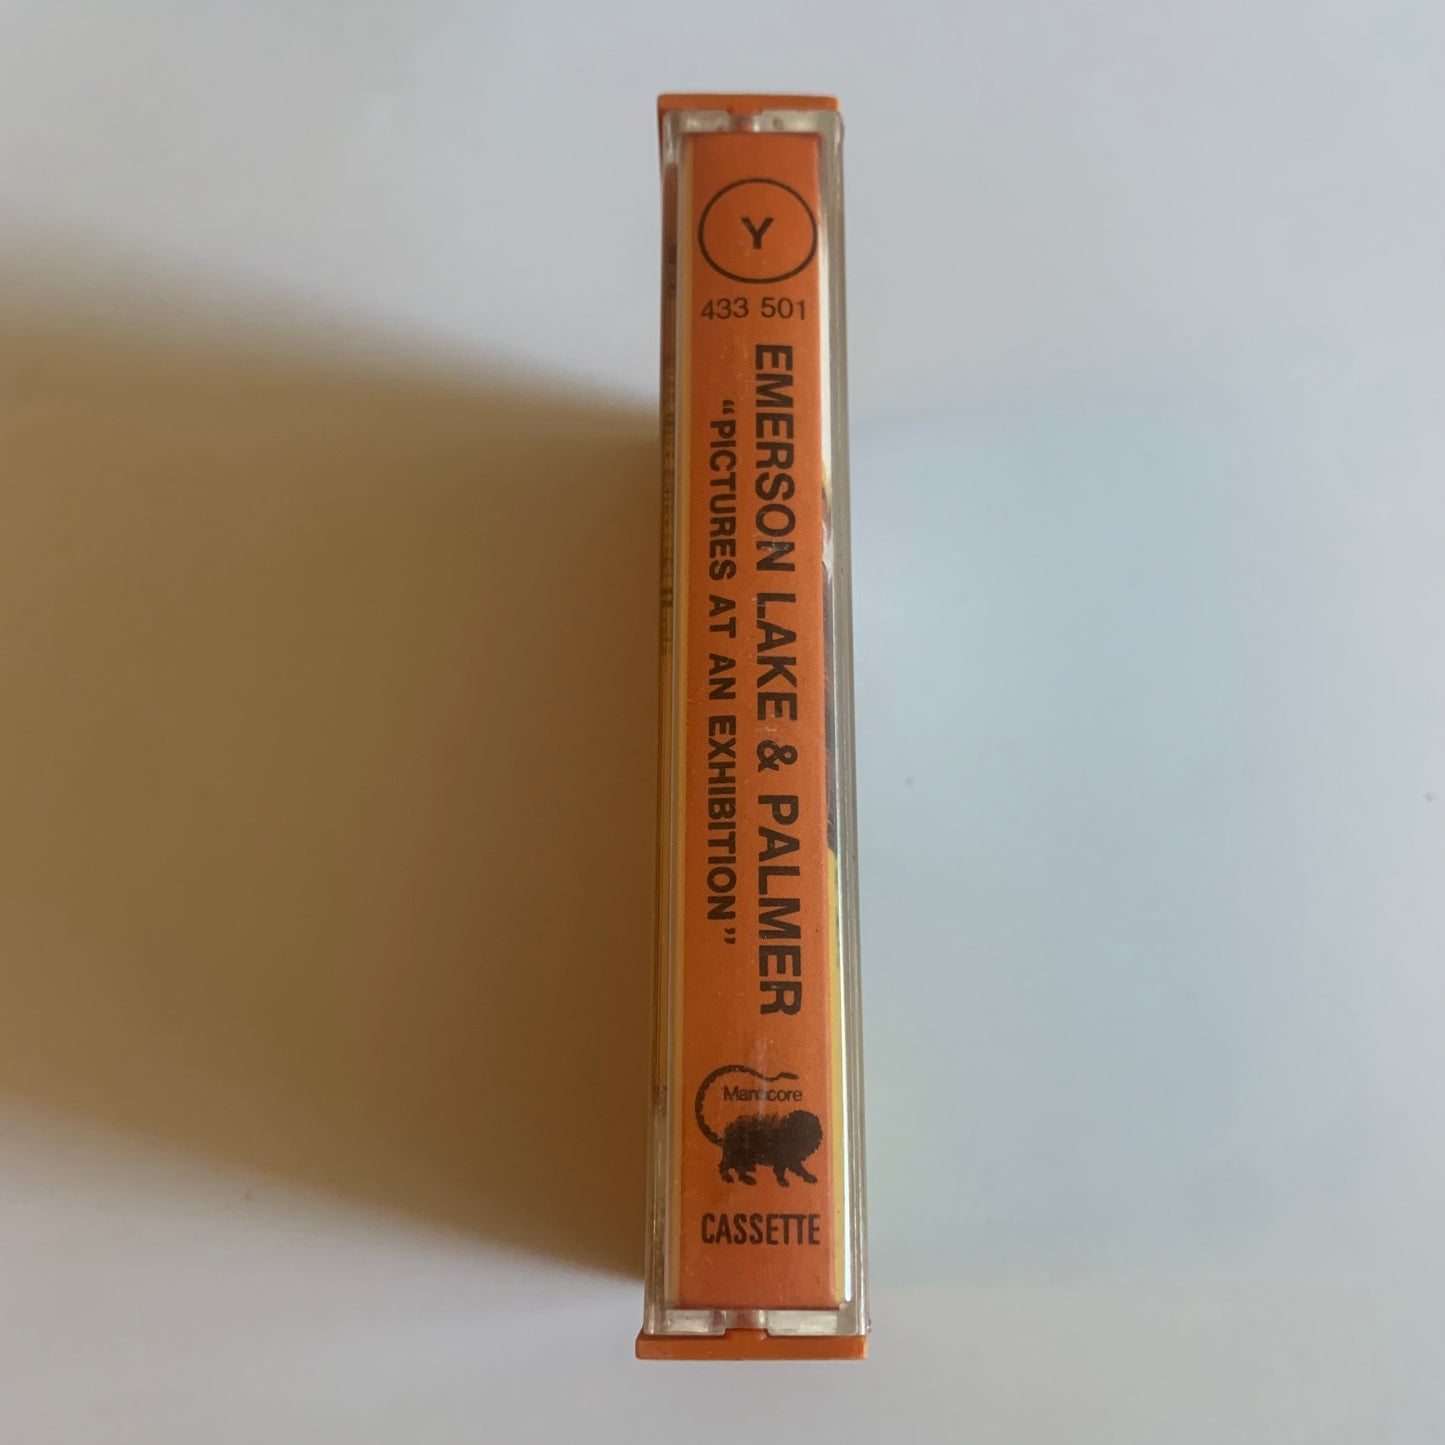 Y
433 501
EMERSON LAKE & PALMER
“PICTURES AT AN EXHIBITION”
Manticore
CASSETTE